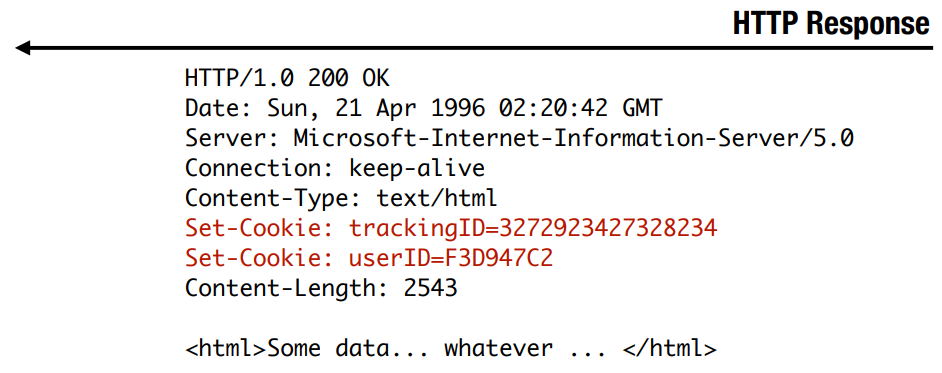 HTTP Response
HTTP/1.0 200 OK
Date: Sun, 21 Apr 1996 02:20:42 GMT
Server: Microsoft-Internet-Information-Server/5.0
Connection: keep-alive
Content-Type: text/html
Set-Cookie: trackingID=3272923427328234
Set-Cookie: userID=F3D947C2
Content-Length: 2543
<html>Some data... whatever ... </html>